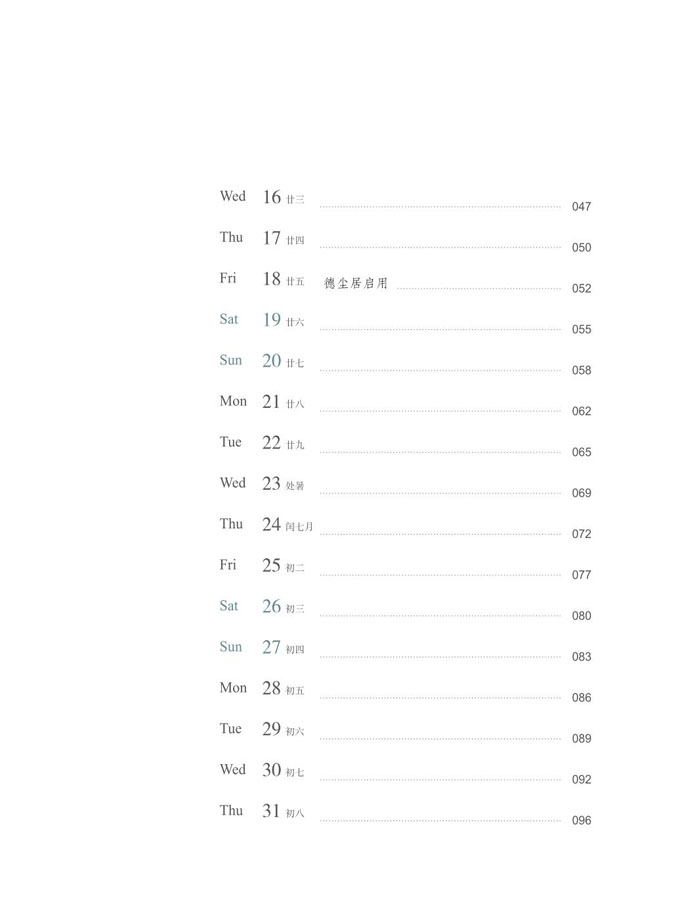 Wed 16 廿三 047
Thu 17 廿四 050
Fri 18 廿五 德尘居启用 052
Sat 19 廿六 055
Sun 20 廿七 058
Mon 21 廿八 062
Tue 22 廿九 065
Wed 23 处暑 069
Thu 24 闰七月 072
Fri 25 初二 077
Sat 26 初三 080
Sun 27 初四 083
Mon 28 初五 086
Tue 29 初六 089
Wed 30 初七 092
Thu 31 初八 096